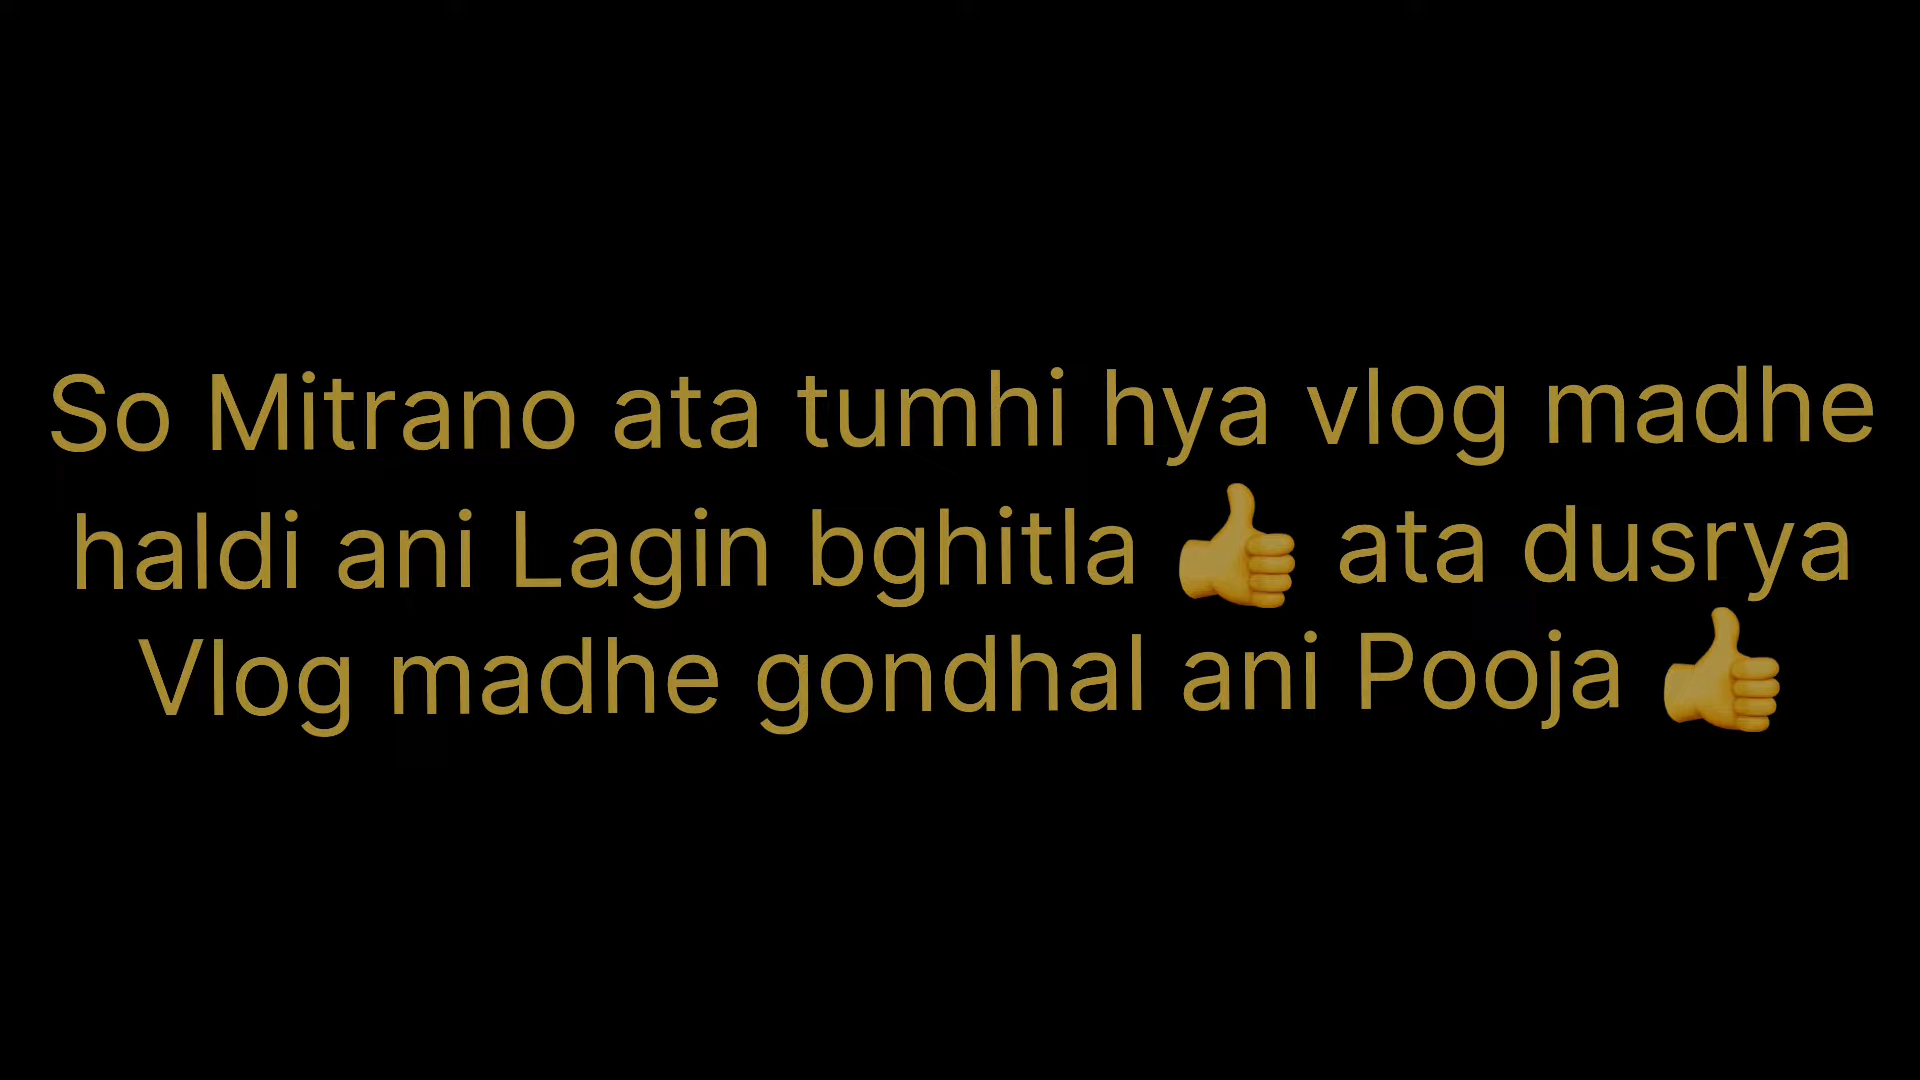 So Mitrano ata tumhi hya vlog madhe
haldi ani Lagin bghitla 👍 ata dusrya
Vlog madhe gondhal ani Pooja 👍